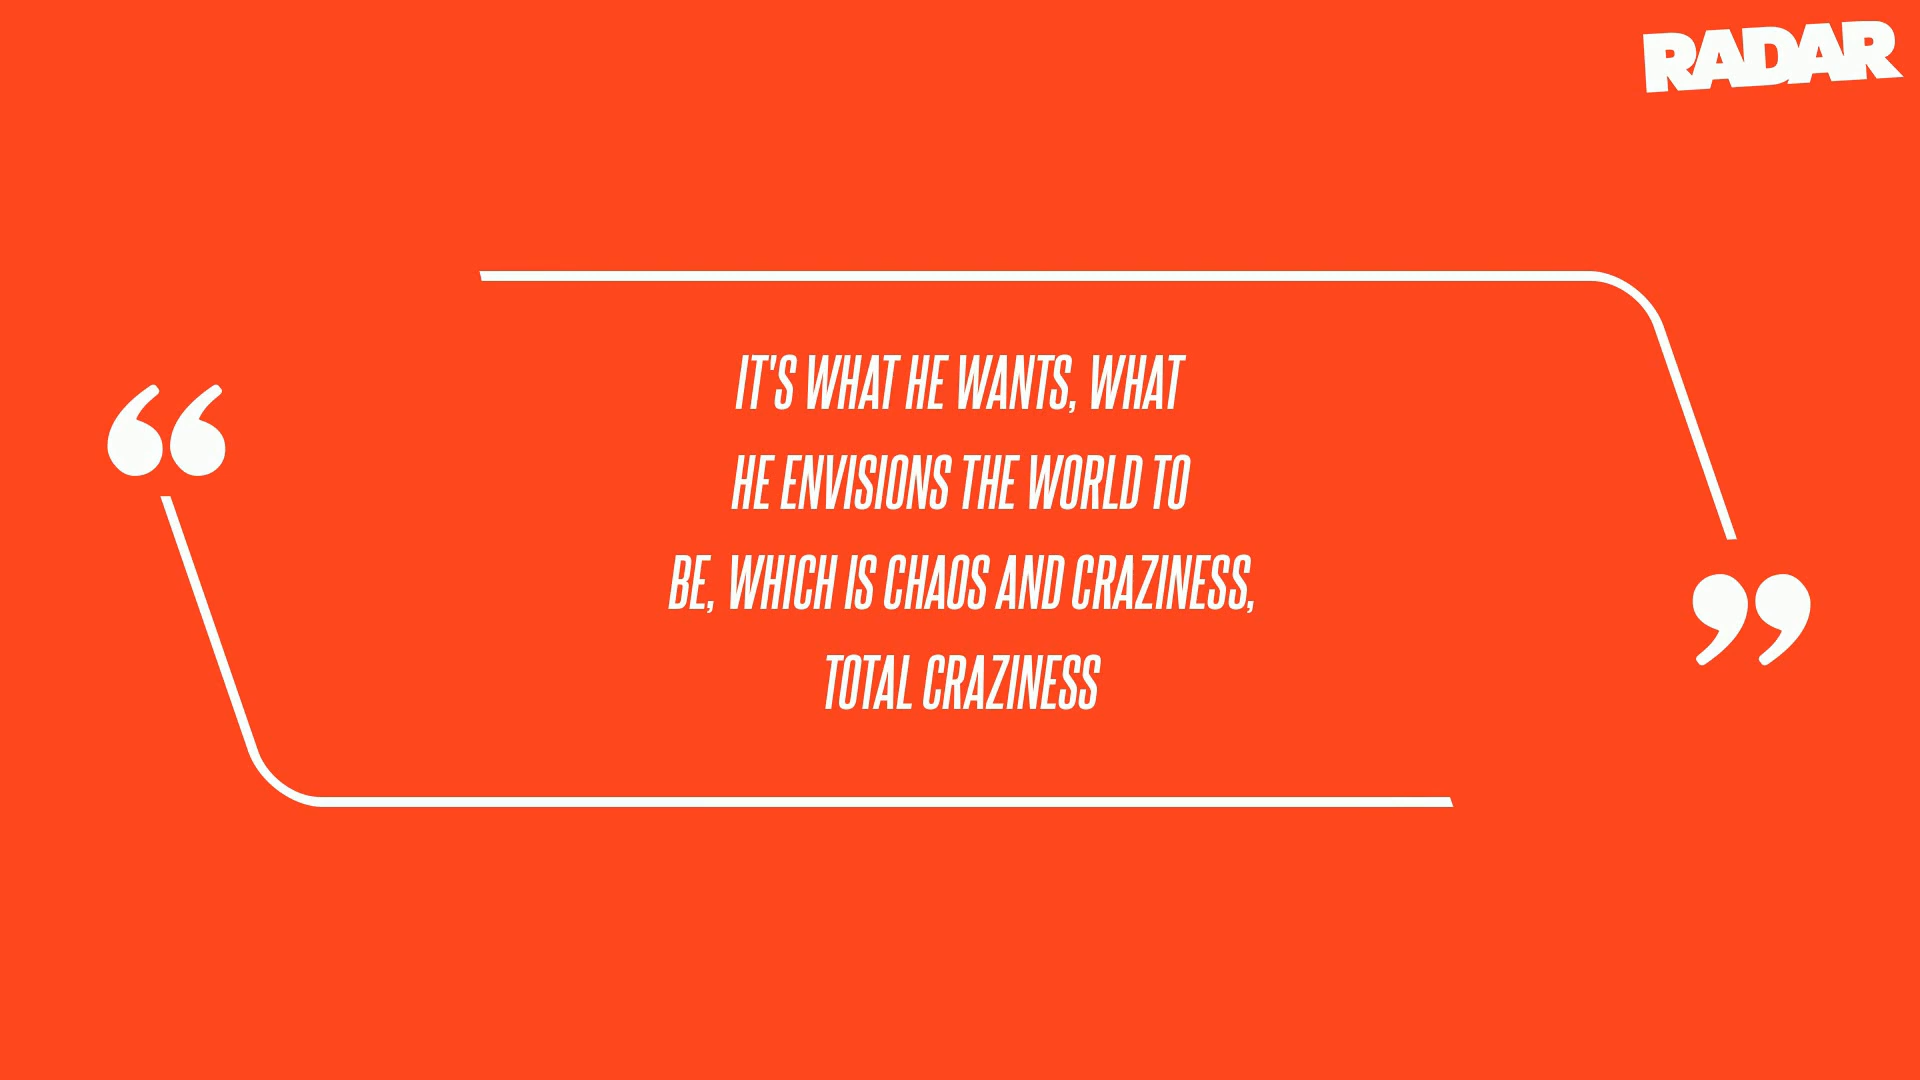 RADAR
IT'S WHAT HE WANTS, WHAT
HE ENVISIONS THE WORLD TO
BE, WHICH IS CHAOS AND CRAZINESS,
TOTAL CRAZINESS